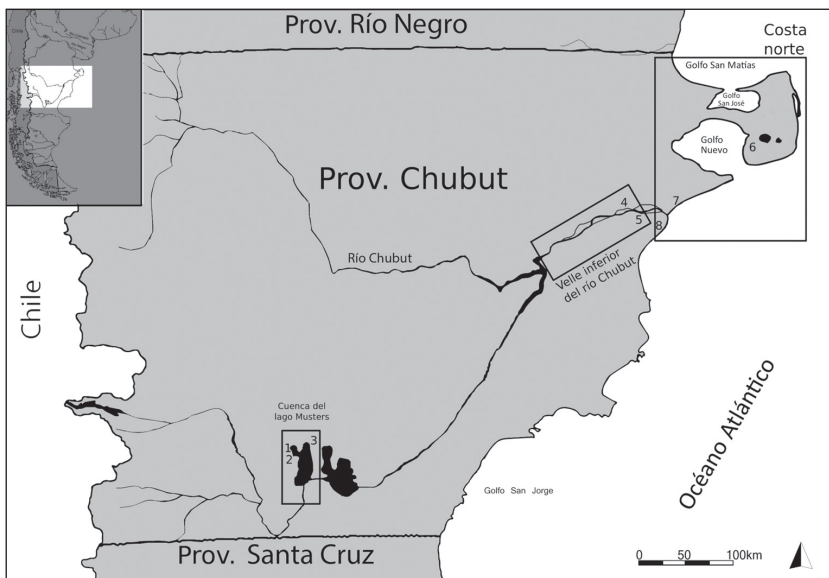 Chile
Prov. Río Negro
Costa
norte
Golfo San Matías
Golfo
San José
Golfo
Nuevo
6
Prov. Chubut
4
7
5
8
Río Chubut
Velle inferior
del río Chubut
Chile
Cuenca del
lago Musters
1
3
2
Océano Atlántico
Golfo San Jorge
Prov. Santa Cruz
0
50
100km